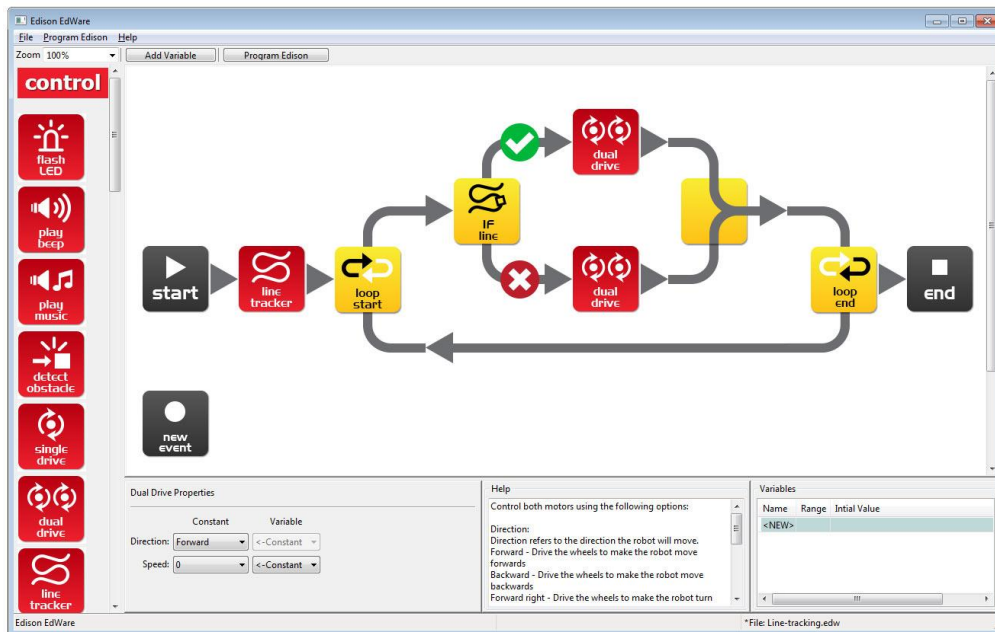 Edison EdWare
File Program Edison Help
Zoom 100% Add Variable Program Edison
control
flash
LED
play
beep
play
music
detect
obstacle
single
drive
dual
drive
line
tracker
dual
drive
IF
line
start
line
tracker
loop
start
dual
drive
loop
end
end
new
event
Dual Drive Properties
Constant Variable
Direction: Forward <-Constant
Speed: 0 <-Constant
Help
Control both motors using the following options:
Direction:
Direction refers to the direction the robot will move.
Forward - Drive the wheels to make the robot move
forwards
Backward - Drive the wheels to make the robot move
backwards
Forward right - Drive the wheels to make the robot turn
Variables
Name Range Intial Value
<NEW>
Edison EdWare
*File: Line-tracking.edw